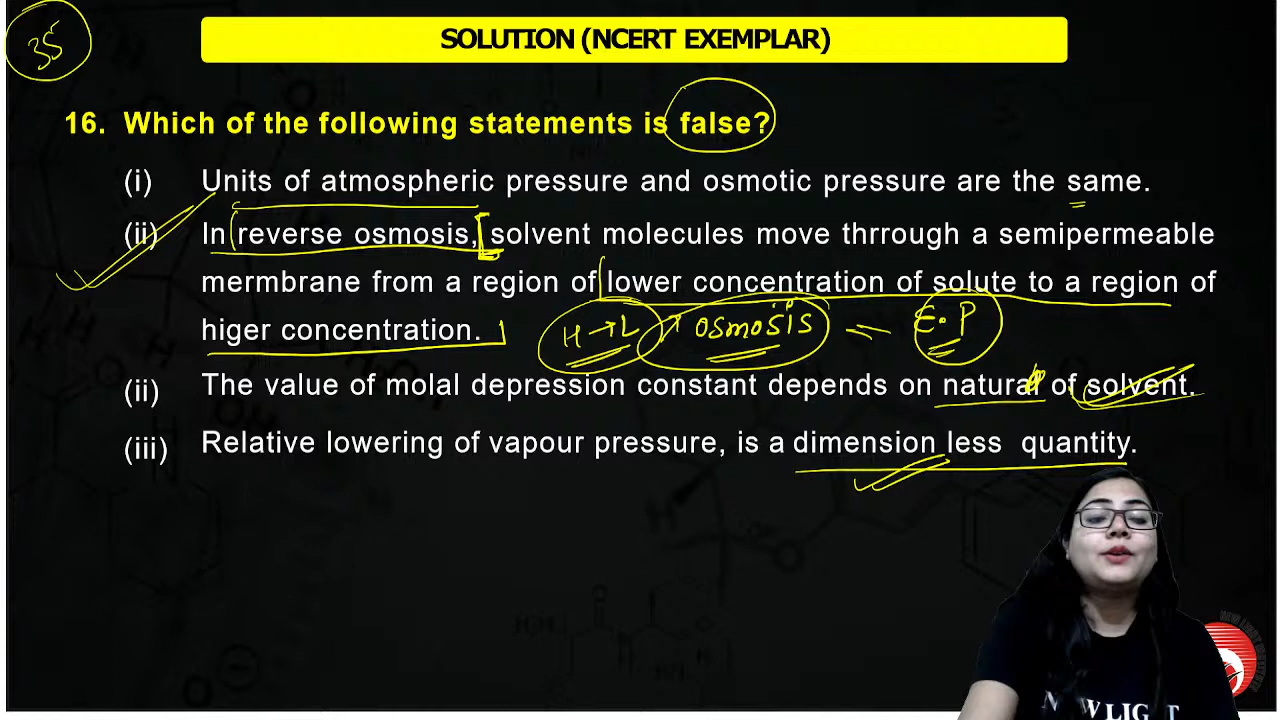 35
SOLUTION (NCERT EXEMPLAR)
16. Which of the following statements is false?
(i) Units of atmospheric pressure and osmotic pressure are the same.
(ii) In reverse osmosis, solvent molecules move thrrough a semipermeable
mermbrane from a region of lower concentration of solute to a region of
higer concentration.
H → L osmosis = E.P
(ii) The value of molal depression constant depends on natural of solvent.
(iii) Relative lowering of vapour pressure, is a dimension less quantity.
NEW LIGHT